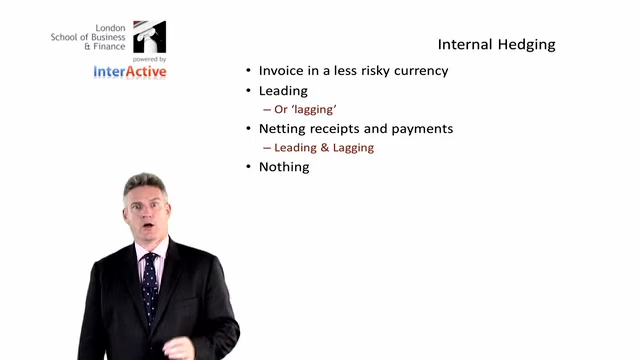 London
School of Business
& Finance
powered by
InterActive
Internal Hedging
• Invoice in a less risky currency
• Leading
– Or ‘lagging’
• Netting receipts and payments
– Leading & Lagging
• Nothing